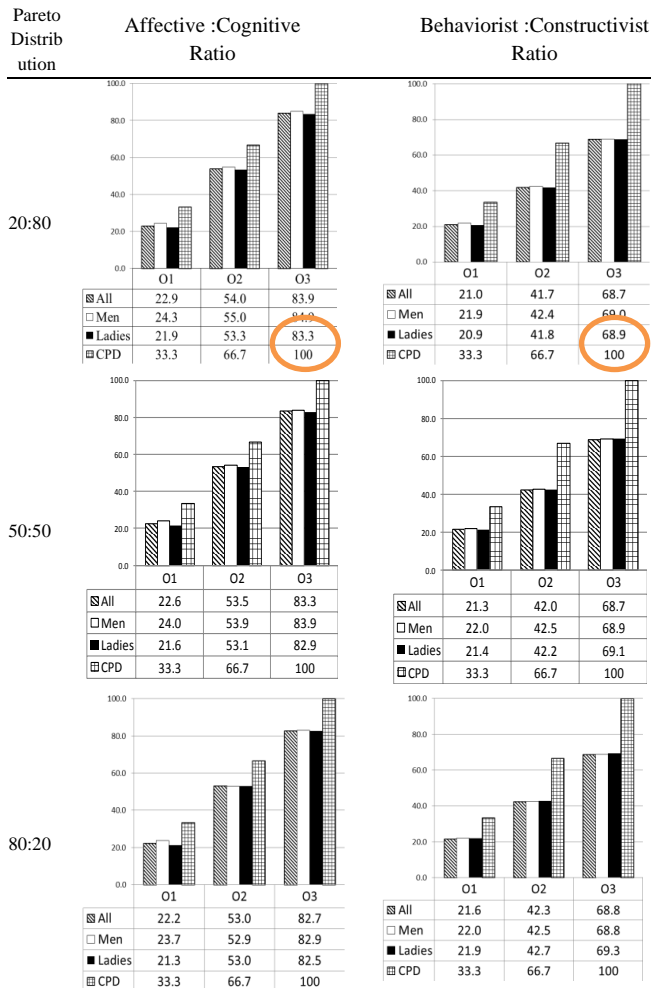 Pareto
Distrib
ution
Affective :Cognitive
Ratio
Behaviorist :Constructivist
Ratio
20:80
100.0
80.0
60.0
40.0
20.0
0.0
O1 O2 O3
All 22.9 54.0 83.9
Men 24.3 55.0 84.9
Ladies 21.9 53.3 83.3
CPD 33.3 66.7 100
100.0
80.0
60.0
40.0
20.0
0.0
O1 O2 O3
All 21.0 41.7 68.7
Men 21.9 42.4 69.0
Ladies 20.9 41.8 68.9
CPD 33.3 66.7 100
50:50
100.0
80.0
60.0
40.0
20.0
0.0
O1 O2 O3
All 22.6 53.5 83.3
Men 24.0 53.9 83.9
Ladies 21.6 53.1 82.9
CPD 33.3 66.7 100
100.0
80.0
60.0
40.0
20.0
0.0
O1 O2 O3
All 21.3 42.0 68.7
Men 22.0 42.5 68.9
Ladies 21.4 42.2 69.1
CPD 33.3 66.7 100
80:20
100.0
80.0
60.0
40.0
20.0
0.0
O1 O2 O3
All 22.2 53.0 82.7
Men 23.7 52.9 82.9
Ladies 21.3 53.0 82.5
CPD 33.3 66.7 100
100.0
80.0
60.0
40.0
20.0
0.0
O1 O2 O3
All 21.6 42.3 68.8
Men 22.0 42.5 68.8
Ladies 21.9 42.7 69.3
CPD 33.3 66.7 100